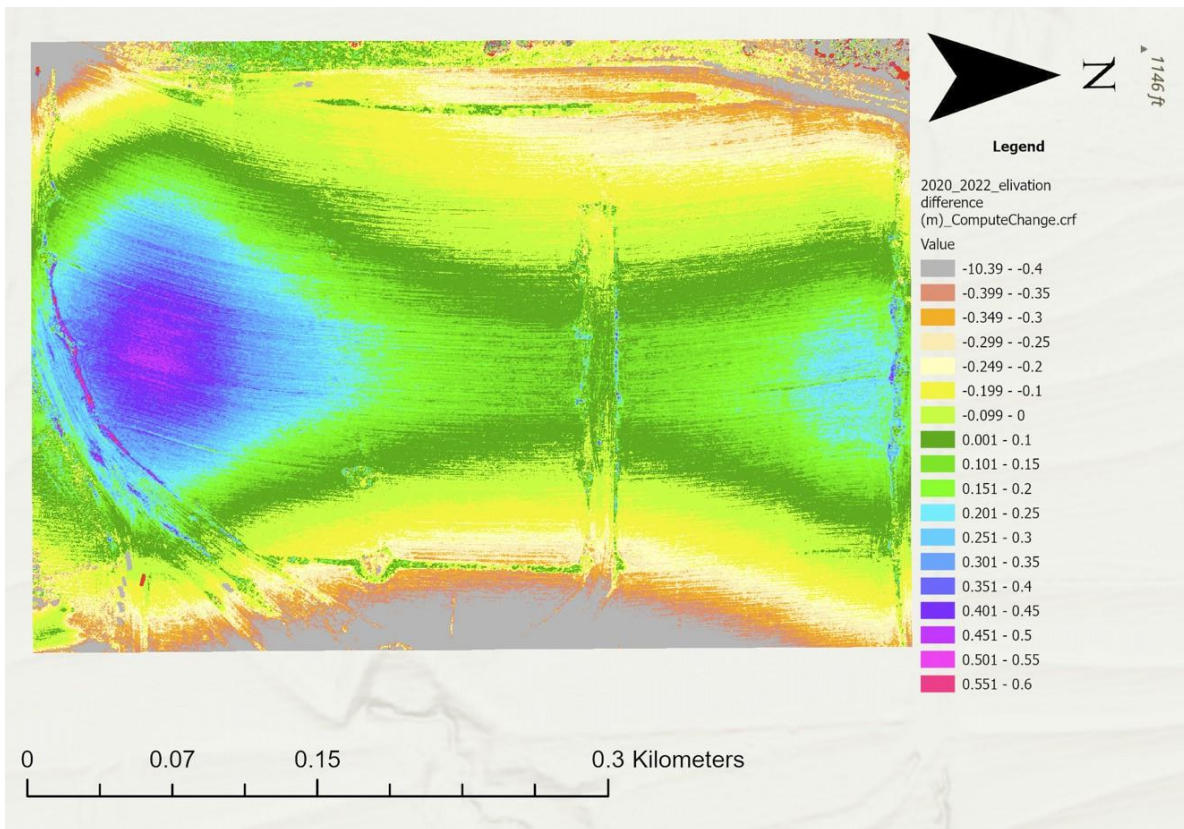 N
1146 ft
Legend
2020_2022_elivation
difference
(m)_ComputeChange.crf
Value
-10.39 - -0.4
-0.399 - -0.35
-0.349 - -0.3
-0.299 - -0.25
-0.249 - -0.2
-0.199 - -0.1
-0.099 - 0
0.001 - 0.1
0.101 - 0.15
0.151 - 0.2
0.201 - 0.25
0.251 - 0.3
0.301 - 0.35
0.351 - 0.4
0.401 - 0.45
0.451 - 0.5
0.501 - 0.55
0.551 - 0.6
0 0.07 0.15 0.3 Kilometers